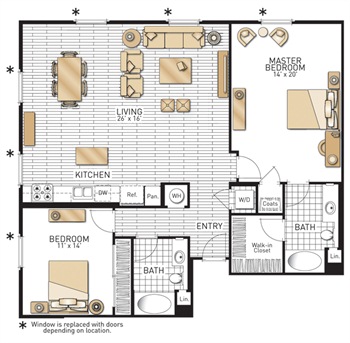 *
*
*
MASTER
BEDROOM
14' x 20'
*
LIVING
26' x 16'
*
KITCHEN
DW
Ref.
Pan.
WH
W/D
Coats
*
BEDROOM
11' x 14'
ENTRY
BATH
Walk-in
Closet
BATH
Lin.
Lin.
* Window is replaced with doors
depending on location.